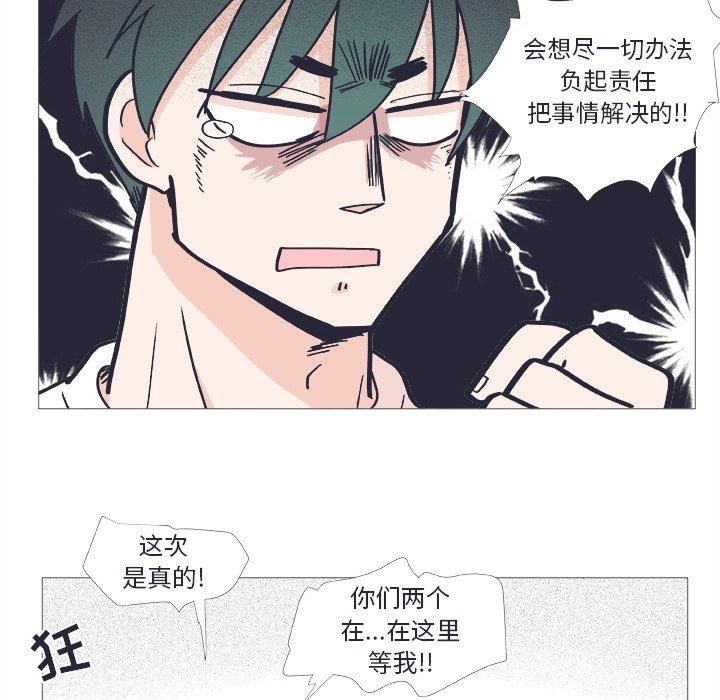 会想尽一切办法
负起责任
把事情解决的!!
这次
是真的!
你们两个
在...在这里
等我!!
狂